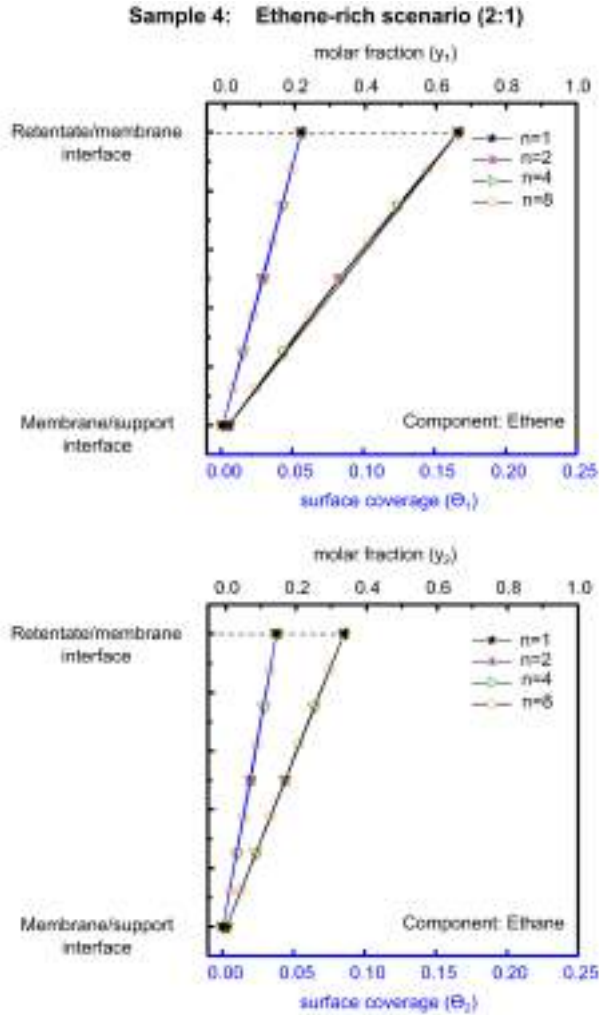 Sample 4: Ethene-rich scenario (2:1)
molar fraction (y₁)
0.0 0.2 0.4 0.6 0.8 1.0
Retentate/membrane
interface
n=1
n=2
n=4
n=8
Membrane/support
interface
Component: Ethene
0.00 0.05 0.10 0.15 0.20 0.25
surface coverage (Θ₁)
molar fraction (y₂)
0.0 0.2 0.4 0.6 0.8 1.0
Retentate/membrane
interface
n=1
n=2
n=4
n=8
Membrane/support
interface
Component: Ethane
0.00 0.05 0.10 0.15 0.20 0.25
surface coverage (Θ₂)